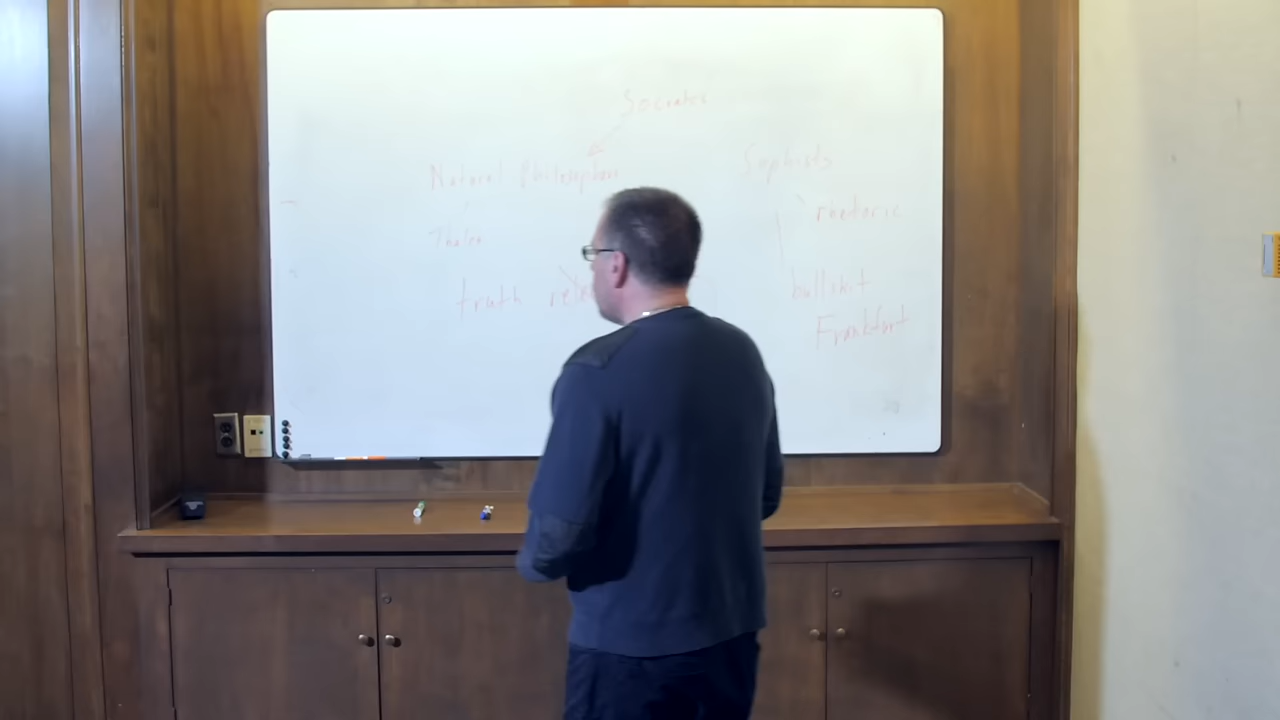 Socrates
Natural Philosophers
Sophists
rhetoric
Thales
truth
bullshit
Frankfurt